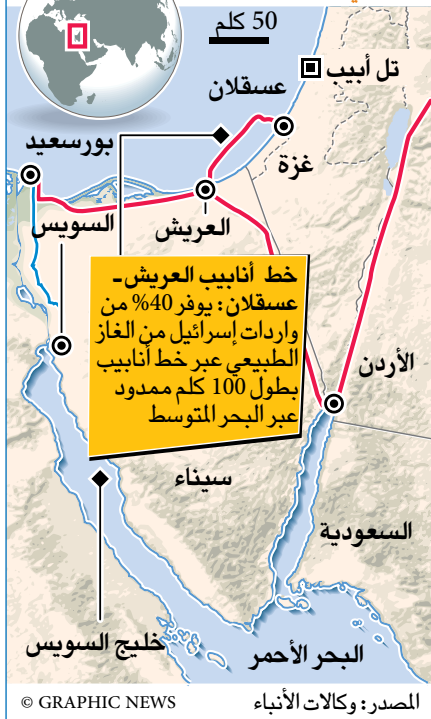 50 كلم
تل أبيب
عسقلان
بورسعيد
غزة
السويس
العريش
خط أنابيب العريش-
عسقلان: يوفر 40% من
واردات إسرائيل من الغاز
الطبيعي عبر خط أنابيب
بطول 100 كلم ممدود
عبر البحر المتوسط
الأردن
سيناء
السعودية
خليج السويس
البحر الأحمر
المصدر: وكالات الأنباء
© GRAPHIC NEWS